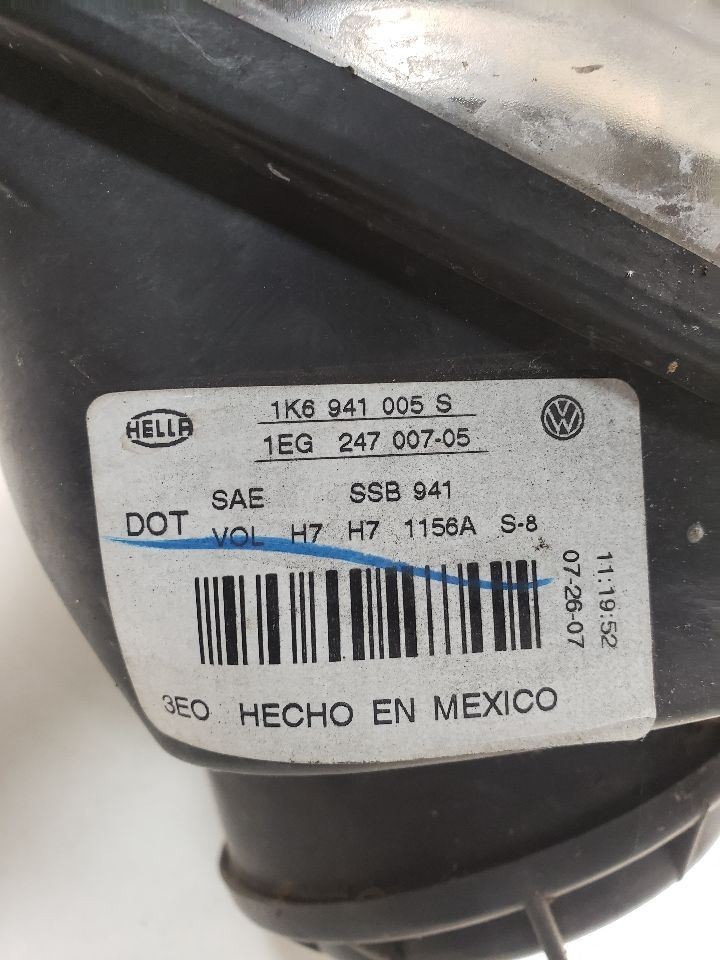 HELLA
1K6 941 005 S
VW
1EG 247 007-05
SAE SSB 941
DOT VOL H7 H7 1156A S-8
11:19:52
07-26-07
3EO HECHO EN MEXICO